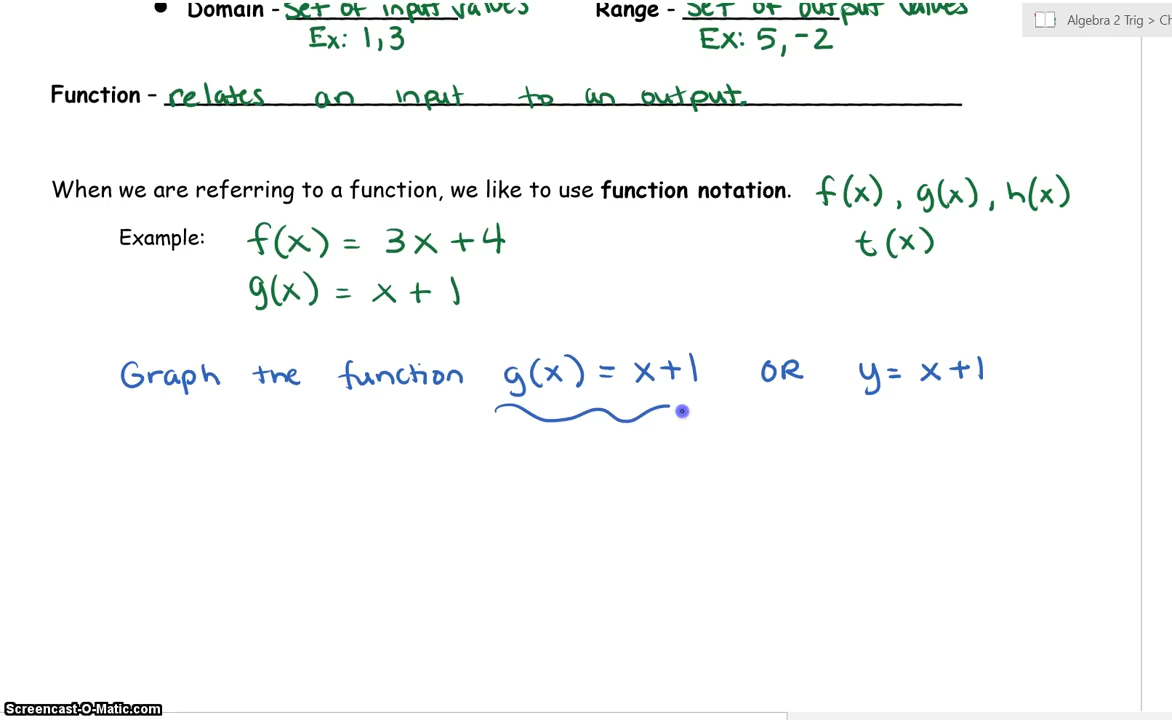 Domain - set of input values Range - set of output values
Algebra 2 Trig > Ch
Ex: 1,3 Ex: 5, -2
Function - relates an input to an output.
When we are referring to a function, we like to use function notation. f(x), g(x), h(x)
Example: f(x) = 3x + 4 t(x)
g(x) = x + 1
Graph the function g(x) = x+1 OR y = x+1
Screencast-O-Matic.com